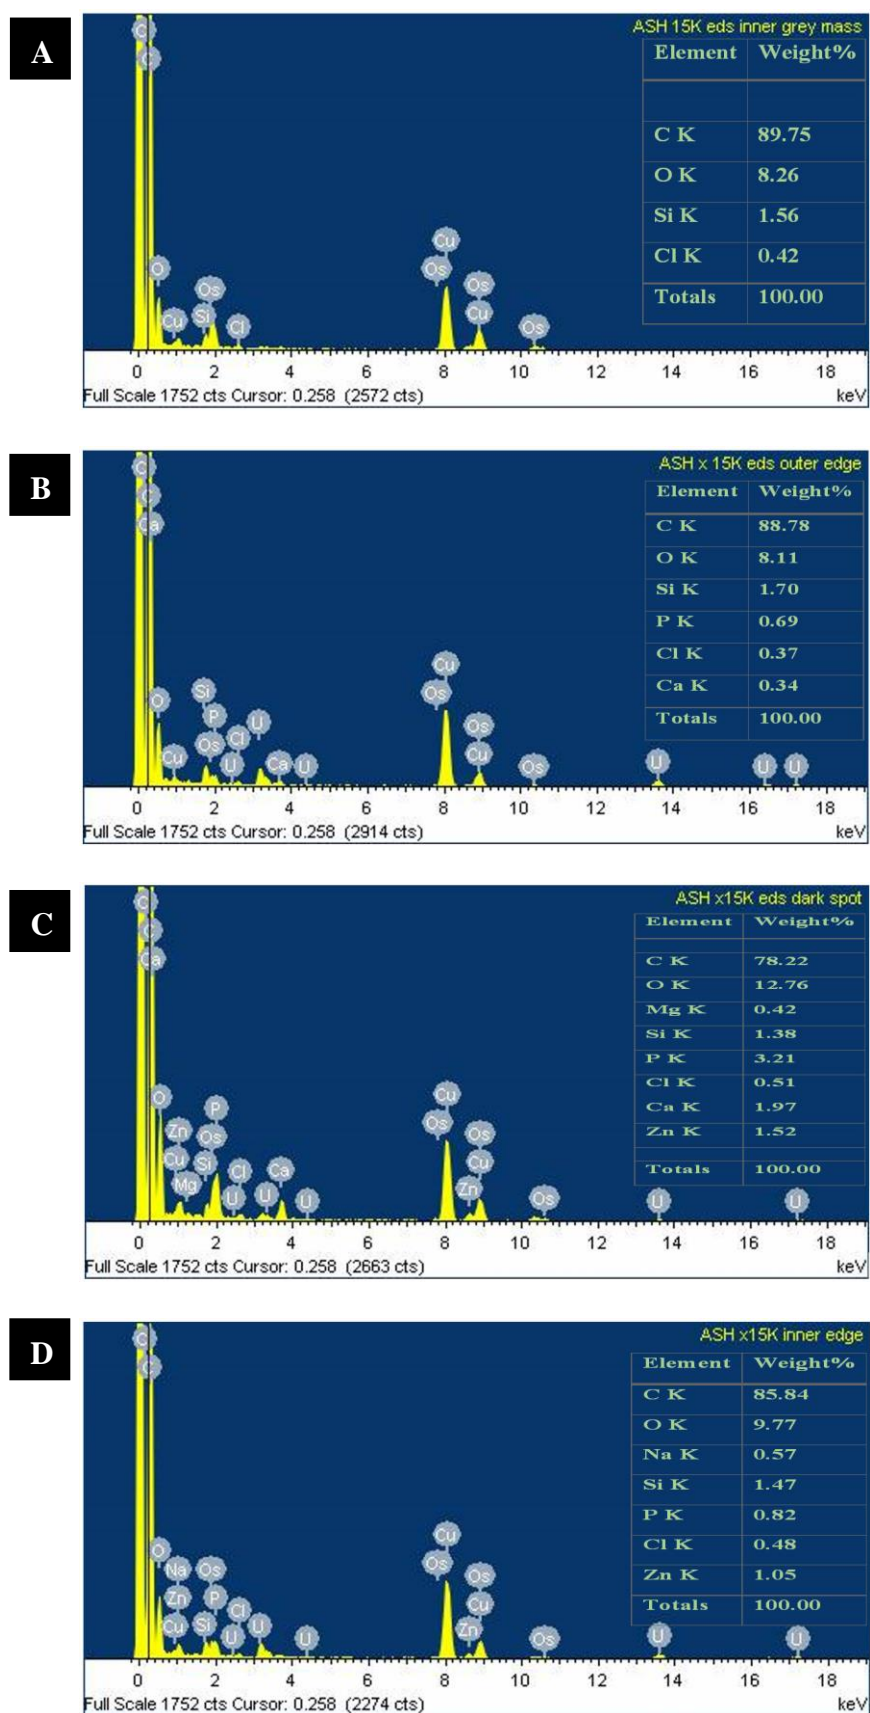 A
ASH 15K eds inner grey mass
Element Weight%
C K 89.75
O K 8.26
Si K 1.56
Cl K 0.42
Totals 100.00
C
C
O
Cu
Si
Os
Cl
Cu
Os
Os
Cu
Os
0 2 4 6 8 10 12 14 16 18
Full Scale 1752 cts Cursor: 0.258 (2572 cts) keV
B
ASH x 15K eds outer edge
Element Weight%
C K 88.78
O K 8.11
Si K 1.70
P K 0.69
Cl K 0.37
Ca K 0.34
Totals 100.00
C
C
Ca
O
Cu
Si
P
Os
Cl
U
U
Ca
U
Cu
Os
Os
Cu
Os
U
U
U
0 2 4 6 8 10 12 14 16 18
Full Scale 1752 cts Cursor: 0.258 (2914 cts) keV
C
ASH x15K eds dark spot
Element Weight%
C K 78.22
O K 12.76
Mg K 0.42
Si K 1.38
P K 3.21
Cl K 0.51
Ca K 1.97
Zn K 1.52
Totals 100.00
C
C
Ca
O
Zn
Cu
Mg
P
Os
Si
Cl
U
Ca
U
U
Cu
Os
Os
Cu
Zn
Os
U
U
0 2 4 6 8 10 12 14 16 18
Full Scale 1752 cts Cursor: 0.258 (2663 cts) keV
D
ASH x15K inner edge
Element Weight%
C K 85.84
O K 9.77
Na K 0.57
Si K 1.47
P K 0.82
Cl K 0.48
Zn K 1.05
Totals 100.00
C
C
O
Na
Zn
Cu
Os
P
Si
Cl
U
U
U
Cu
Os
Os
Cu
Zn
Os
U
U
0 2 4 6 8 10 12 14 16 18
Full Scale 1752 cts Cursor: 0.258 (2274 cts) keV